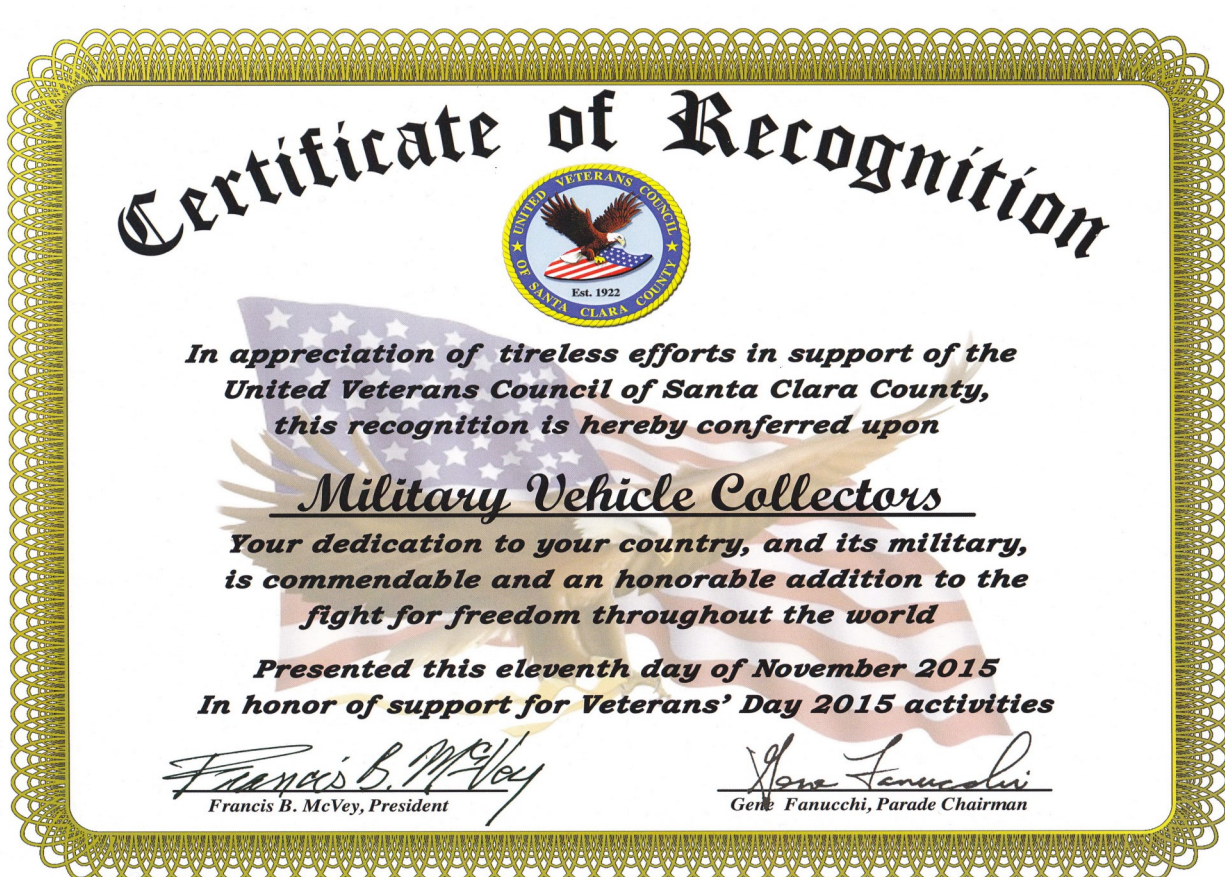 Certificate of Recognition
UNITED VETERANS COUNCIL
OF SANTA CLARA COUNTY
Est. 1922
In appreciation of tireless efforts in support of the
United Veterans Council of Santa Clara County,
this recognition is hereby conferred upon
Military Vehicle Collectors
Your dedication to your country, and its military,
is commendable and an honorable addition to the
fight for freedom throughout the world
Presented this eleventh day of November 2015
In honor of support for Veterans' Day 2015 activities
Francis B. McVey
Francis B. McVey, President
Gene Fanucchi
Gene Fanucchi, Parade Chairman